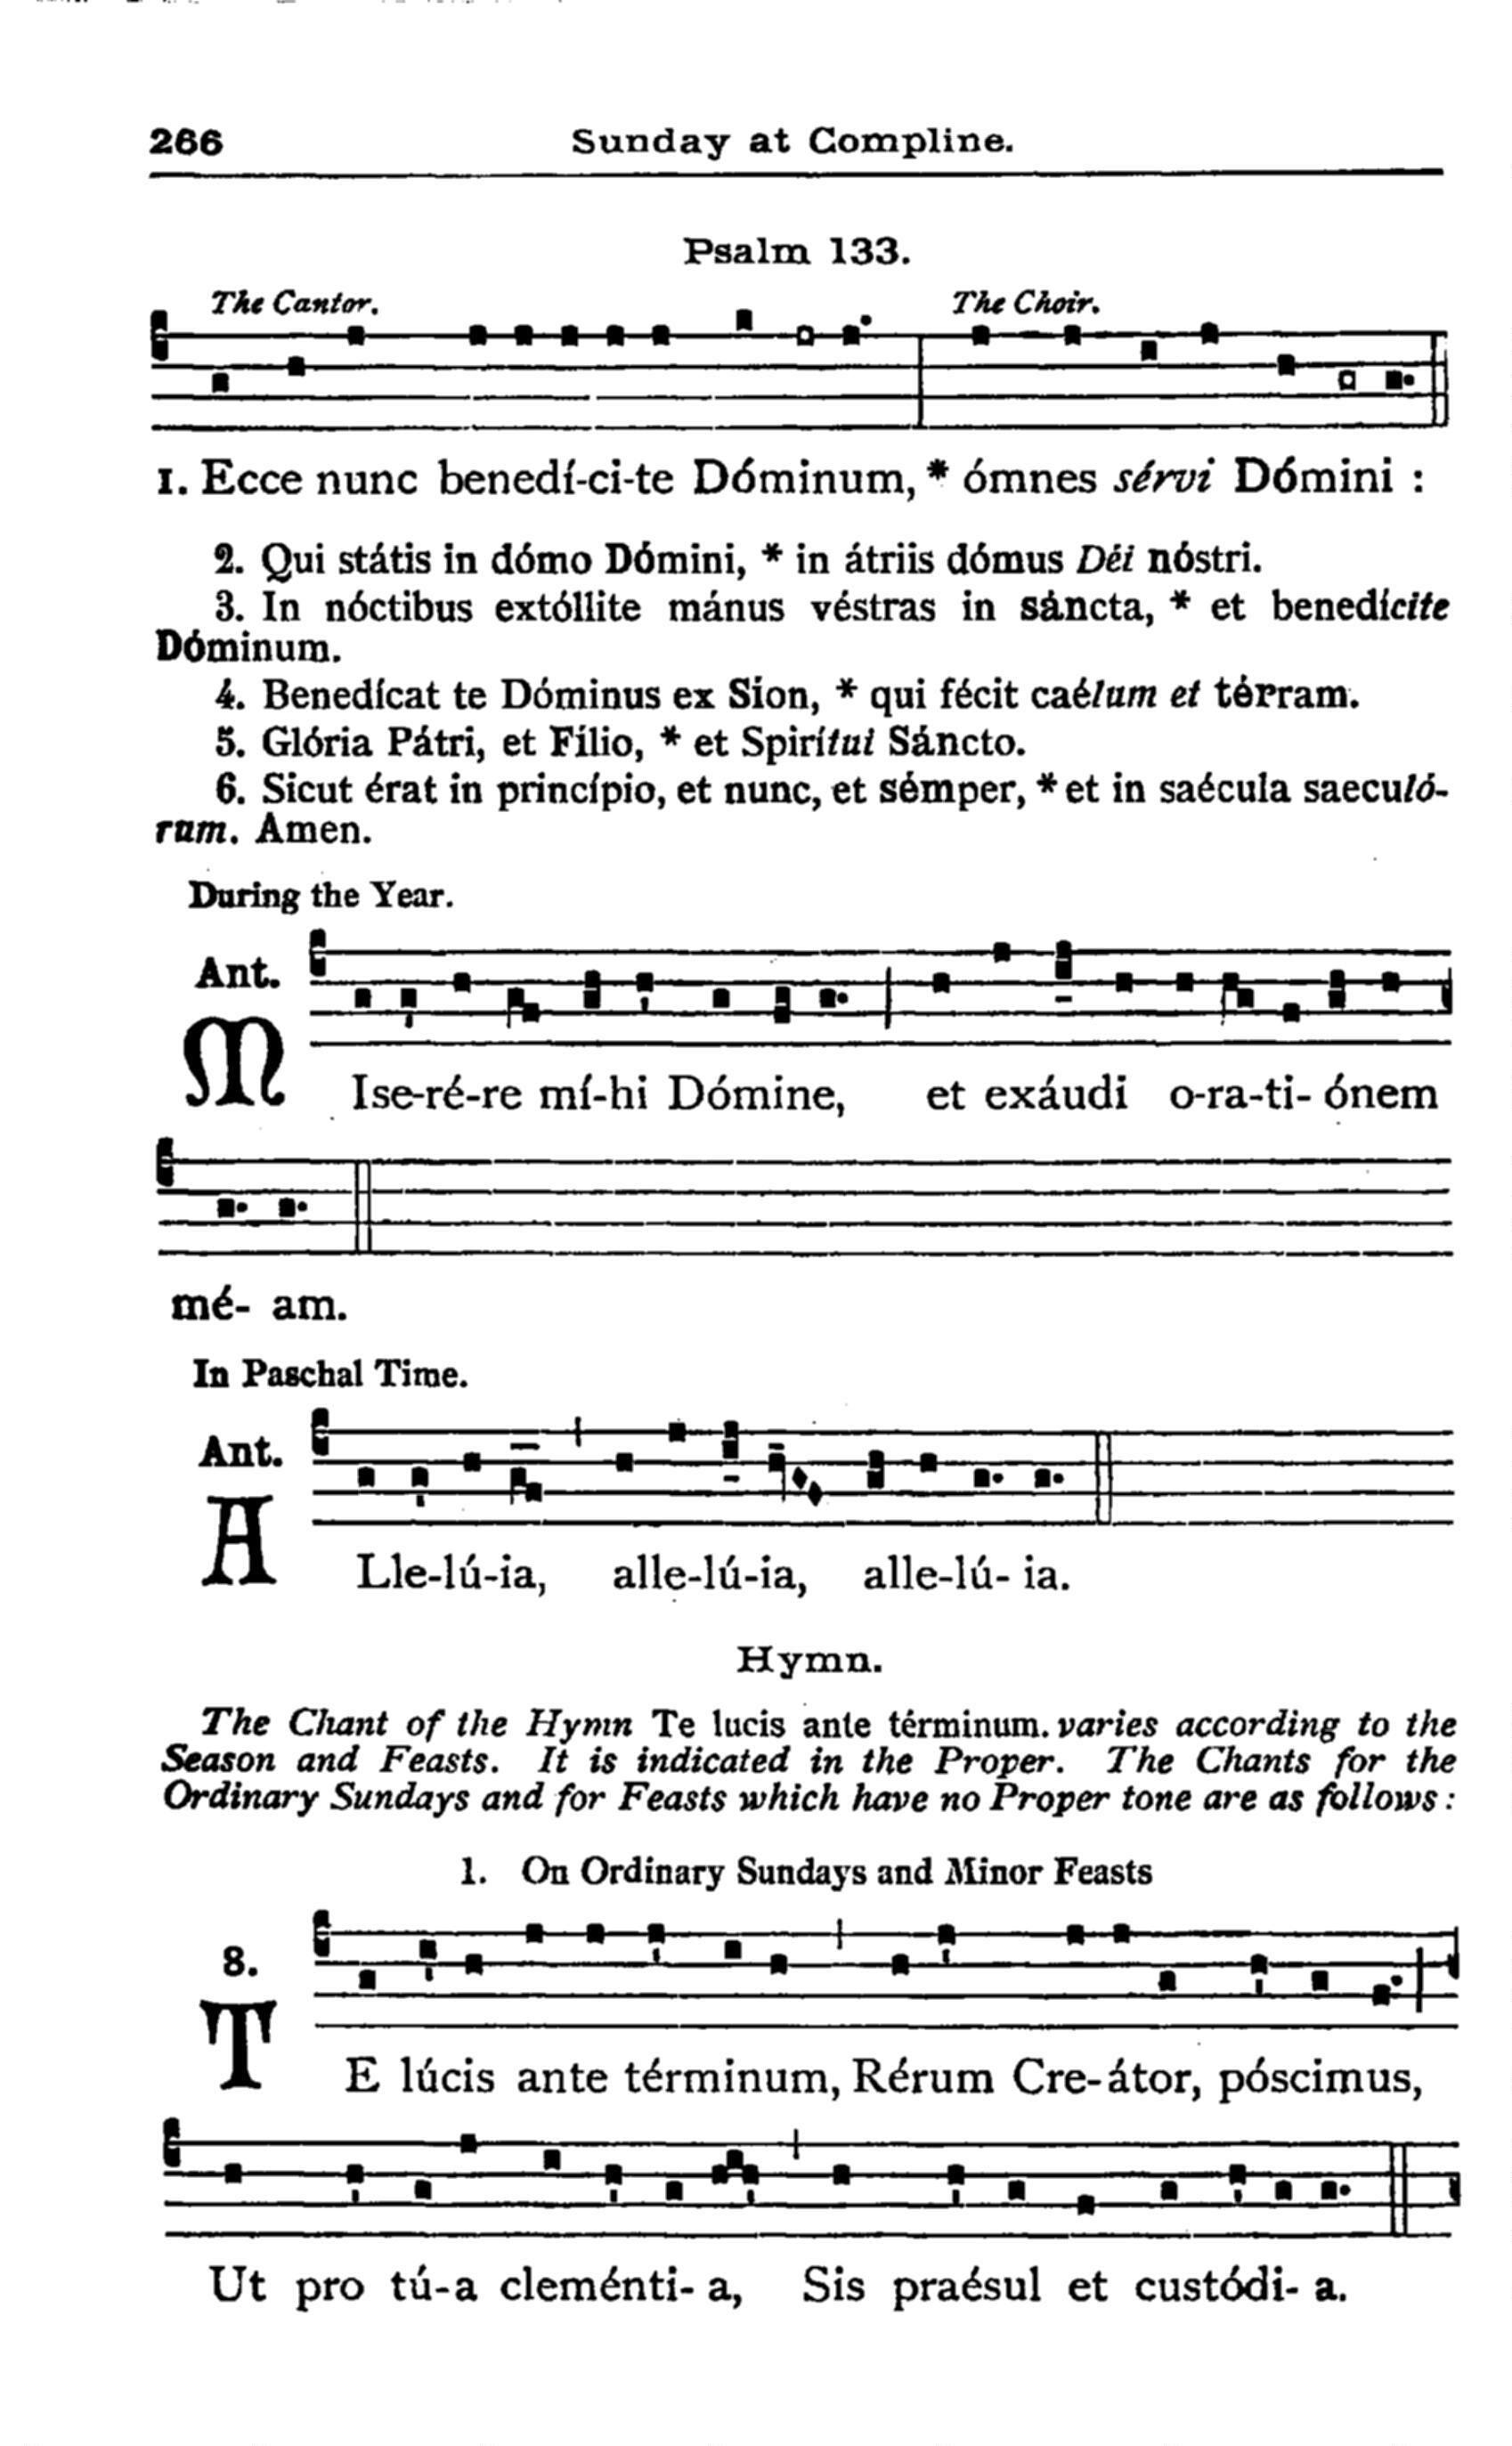 266 Sunday at Compline.
Psalm 133.
The Cantor. The Choir.
1. Ecce nunc benedí-ci-te Dóminum, * ómnes sérvi Dómini :
2. Qui státis in dómo Dómini, * in átriis dómus Déi nóstri.
3. In nóctibus extóllite mánus véstras in sáncta, * et benedícite
Dóminum.
4. Benedícat te Dóminus ex Síon, * qui fécit caélum et térram.
5. Glória Pátri, et Fílio, * et Spirítui Sáncto.
6. Sicut érat in princípio, et nunc, et sémper, * et in saécula saeculó-
rum. Amen.
During the Year.
Ant.
MIse-ré-re mí-hi Dómine, et exáudi o-ra-ti- ónem
mé- am.
In Paschal Time.
Ant.
ALle-lú-ia, alle-lú-ia, alle-lú- ia.
Hymn.
The Chant of the Hymn Te lucis ante términum. varies according to the
Season and Feasts. It is indicated in the Proper. The Chants for the
Ordinary Sundays and for Feasts which have no Proper tone are as follows :
1. On Ordinary Sundays and Minor Feasts
8.
TE lúcis ante términum, Rérum Cre-átor, póscimus,
Ut pro tú-a cleménti- a, Sis praésul et custódi- a.